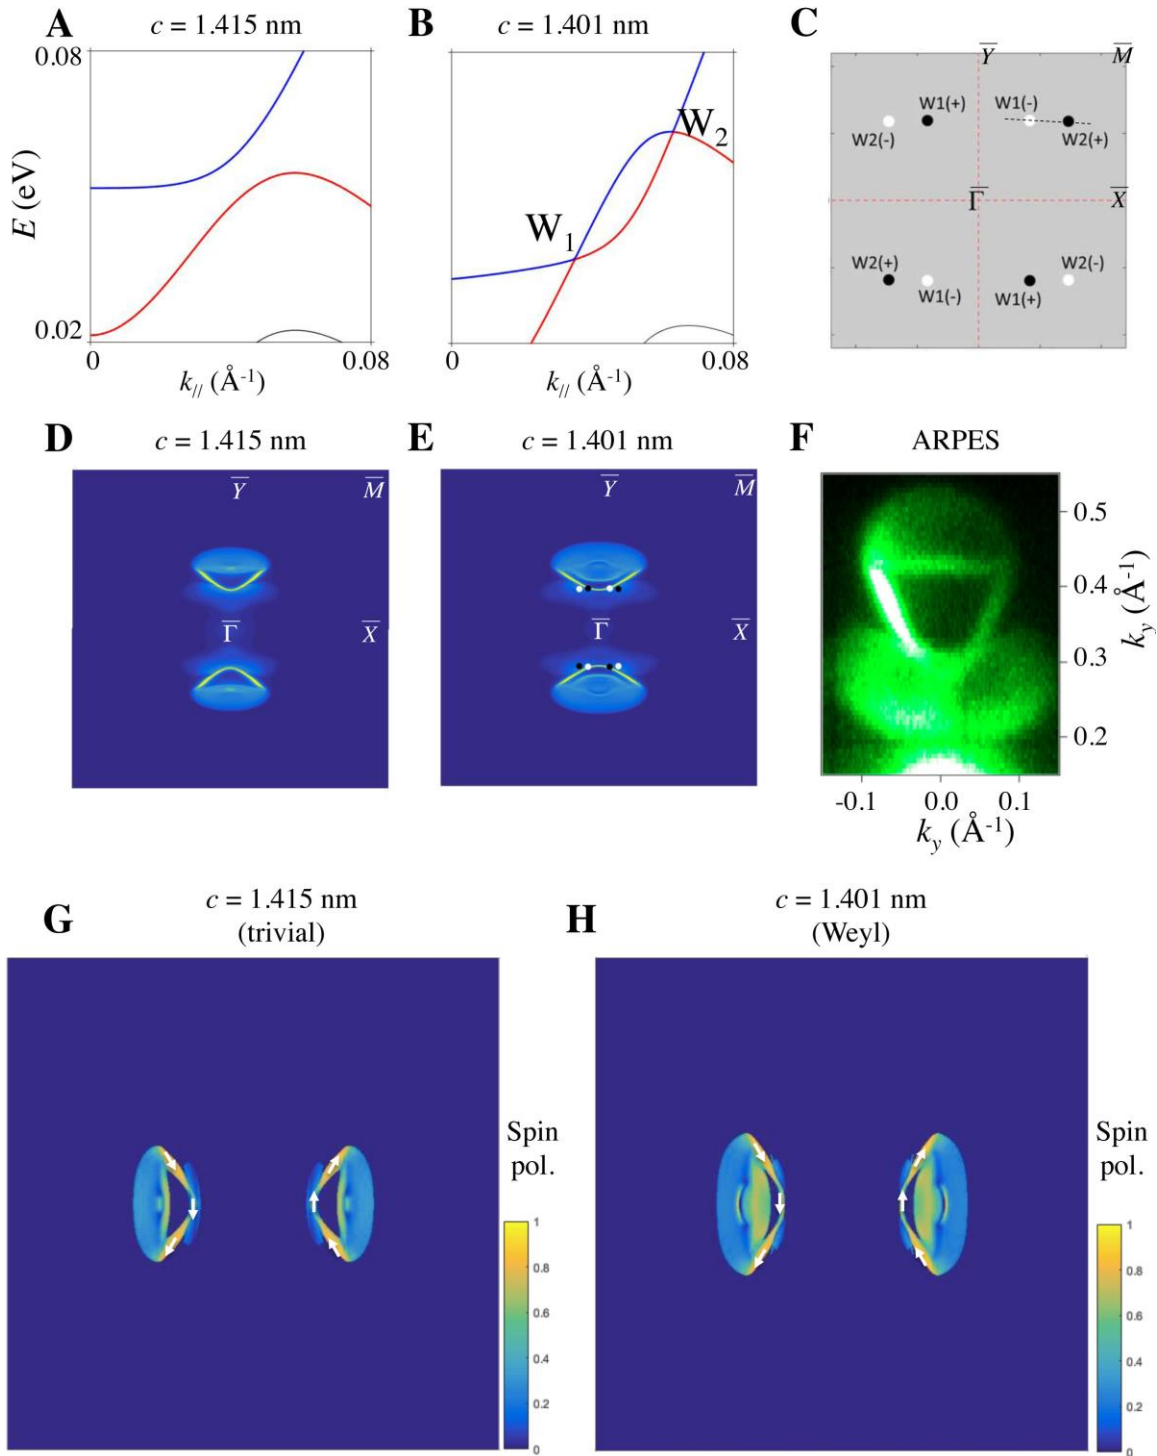 A
c = 1.415 nm
0.08
E (eV)
0.02
0
0.08
k// (Å-1)
B
c = 1.401 nm
W2
W1
0
0.08
k// (Å-1)
C
Y
M
W1(+)
W1(-)
W2(-)
W2(+)
Γ
X
W2(+)
W2(-)
W1(-)
W1(+)
D
c = 1.415 nm
Y
M
Γ
X
E
c = 1.401 nm
Y
M
Γ
X
F
ARPES
0.5
0.4
0.3
0.2
ky (Å-1)
-0.1
0.0
0.1
ky (Å-1)
G
c = 1.415 nm
(trivial)
Spin
pol.
1
0.8
0.6
0.4
0.2
0
H
c = 1.401 nm
(Weyl)
Spin
pol.
1
0.8
0.6
0.4
0.2
0